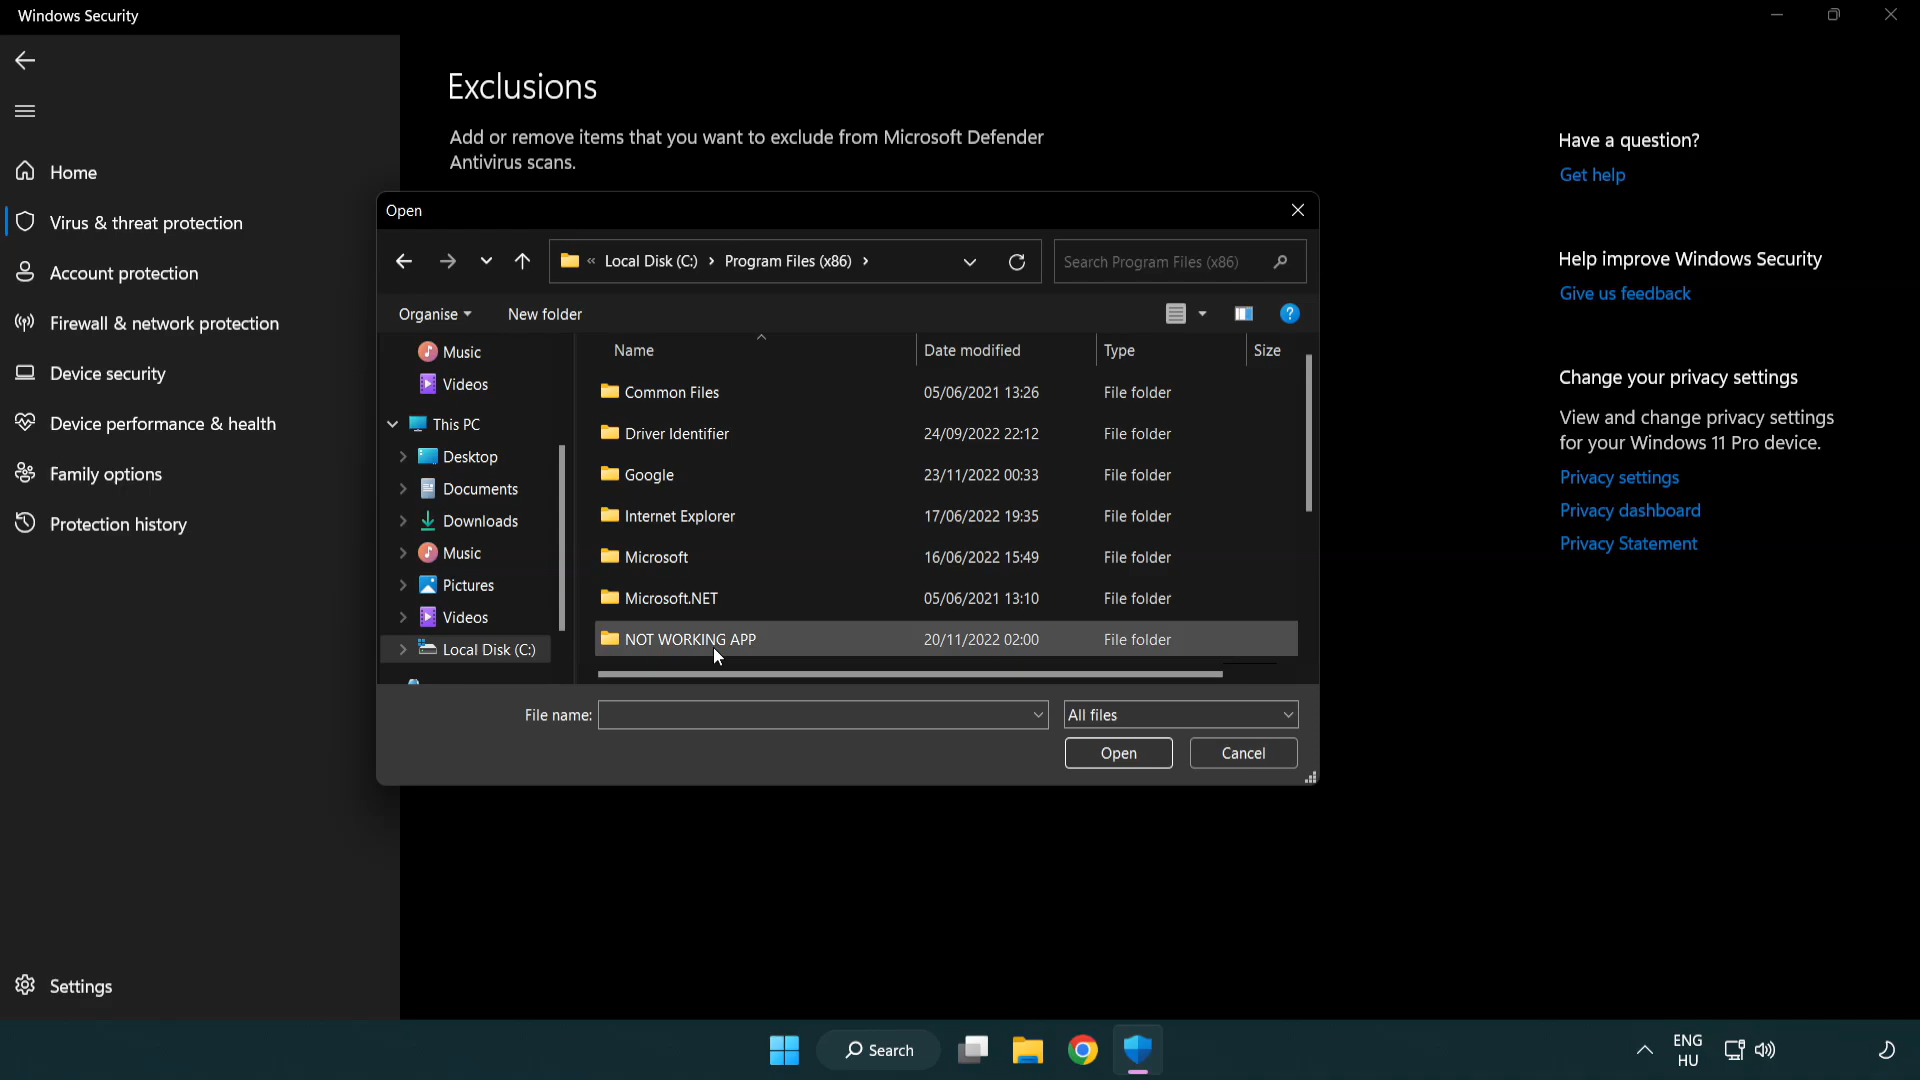 Windows Security
Home
Virus & threat protection
Account protection
Firewall & network protection
Device security
Device performance & health
Family options
Protection history
Settings
Exclusions
Add or remove items that you want to exclude from Microsoft Defender
Antivirus scans.
Open
« Local Disk (C:) > Program Files (x86) >
Search Program Files (x86)
Organise
New folder
?
Music
Videos
This PC
Desktop
Documents
Downloads
Music
Pictures
Videos
Local Disk (C:)
Name Date modified Type Size
Common Files 05/06/2021 13:26 File folder
Driver Identifier 24/09/2022 22:12 File folder
Google 23/11/2022 00:33 File folder
Internet Explorer 17/06/2022 19:35 File folder
Microsoft 16/06/2022 15:49 File folder
Microsoft.NET 05/06/2021 13:10 File folder
NOT WORKING APP 20/11/2022 02:00 File folder
File name:
All files
Open
Cancel
Have a question?
Get help
Help improve Windows Security
Give us feedback
Change your privacy settings
View and change privacy settings
for your Windows 11 Pro device.
Privacy settings
Privacy dashboard
Privacy Statement
Search
ENG
HU